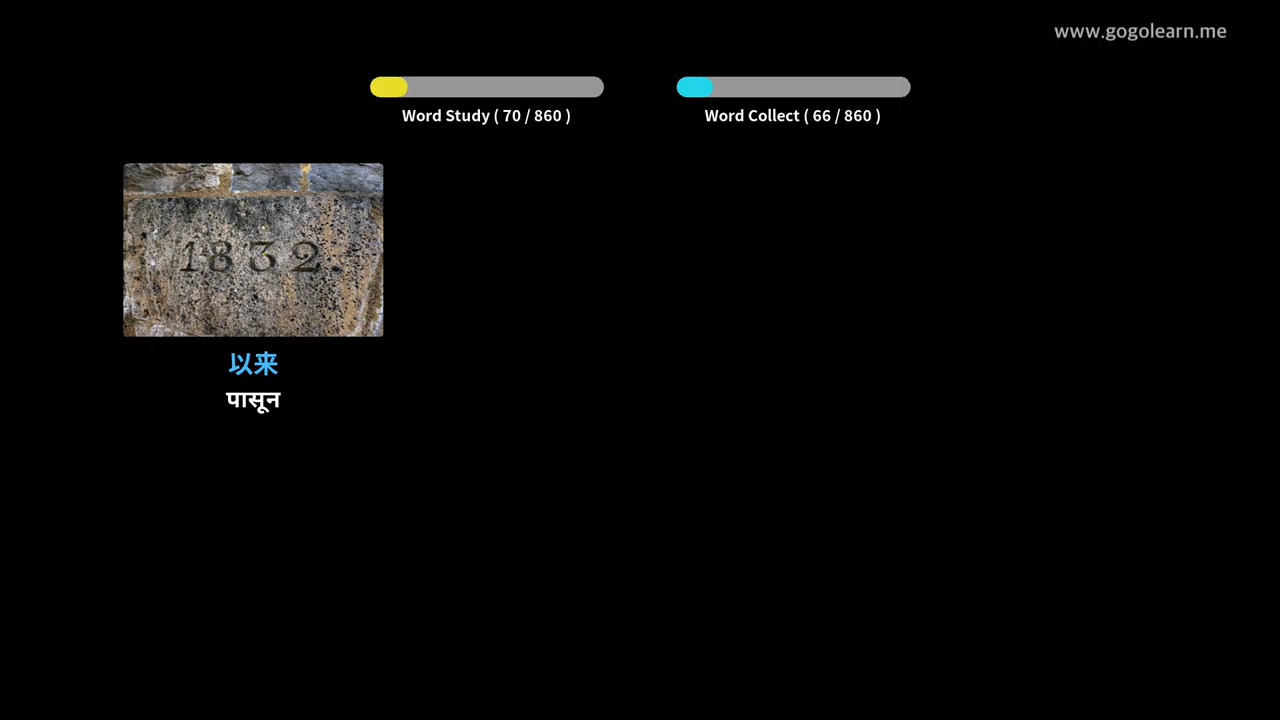 www.gogolearn.me
Word Study ( 70 / 860 )
Word Collect ( 66 / 860 )
1832.
以来
पासून